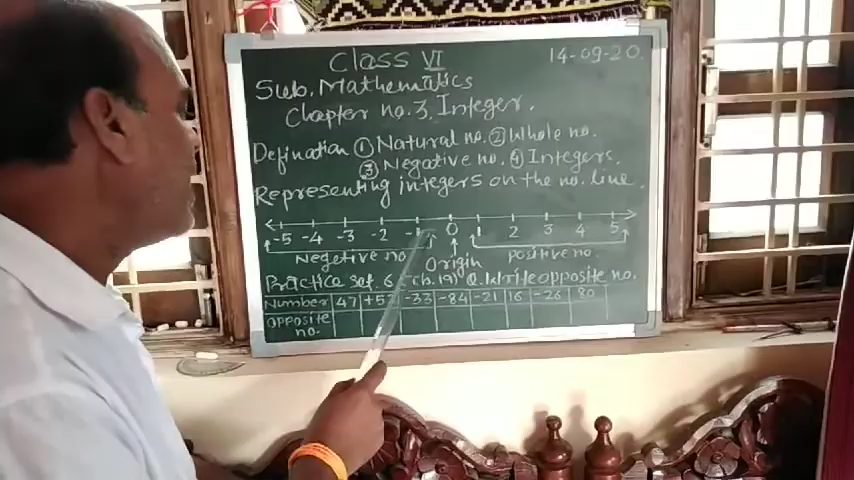 Class VI 14-09-20.
Sub. Mathematics
Chapter no. 3, Integer.
Defination ① Natural no. ② Whole no.
③ Negative no. ④ Integers.
Representing integers on the no. line.
-5 -4 -3 -2 -1 0 1 2 3 4 5
Negetive no. Origin positive no.
Practice set. 6 Q. Write opposite no.
Number 47 +52 -33 -84 -21 16 -26 80
opposite no.